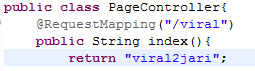 public class PageController{
@RequestMapping("/viral")
public String index(){
return "viral2jari";